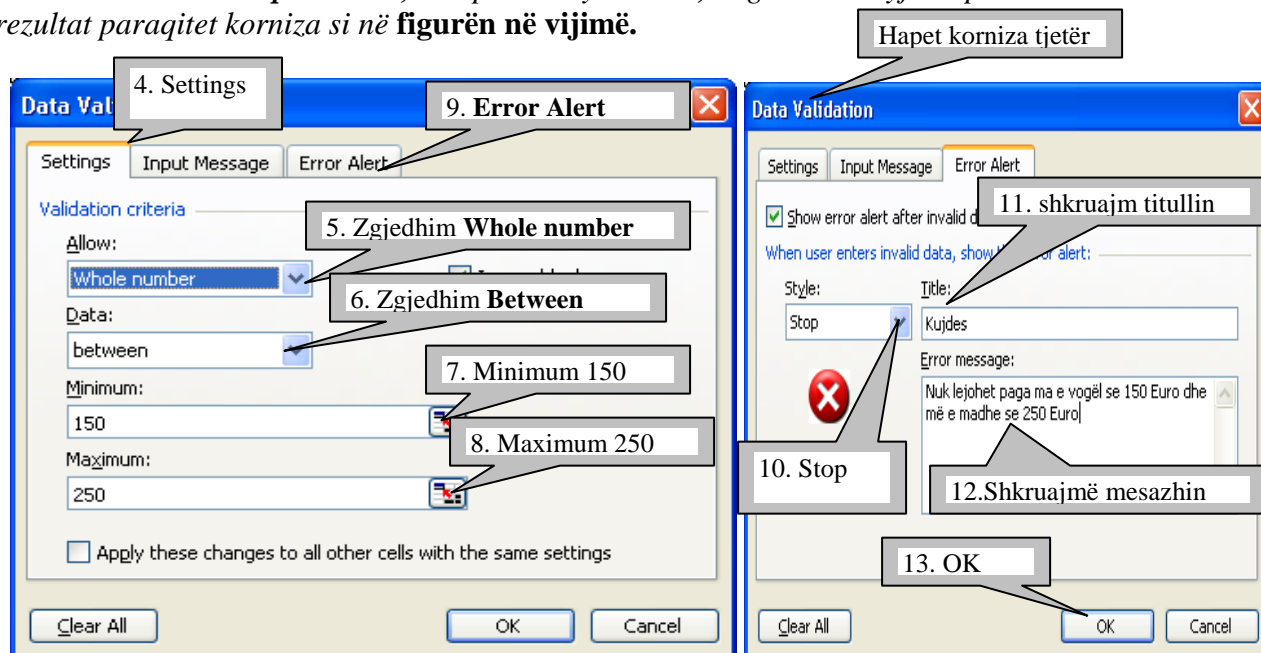 rezultat paraqitet korniza si në figurën në vijimë.
Hapet korniza tjetër
4. Settings
9. Error Alert
Data Val
Settings
Input Message
Error Alert
Validation criteria
5. Zgjedhim Whole number
Allow:
Whole number
6. Zgjedhim Between
Data:
between
7. Minimum 150
Minimum:
150
8. Maximum 250
Maximum:
250
Apply these changes to all other cells with the same settings
Clear All
OK
Cancel
Data Validation
Settings
Input Message
Error Alert
11. shkruajm titullin
Show error alert after invalid
When user enters invalid data, show alert:
Style:
Title:
Stop
Kujdes
Error message:
Nuk lejohet paga ma e vogël se 150 Euro dhe
më e madhe se 250 Euro
10. Stop
12.Shkruajmë mesazhin
13. OK
Clear All
OK
Cancel